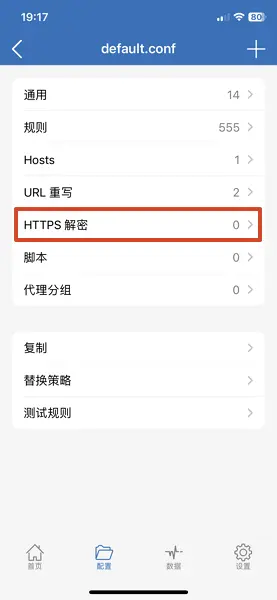 19:17
80
default.conf
通用 14
规则 555
Hosts 1
URL 重写 2
HTTPS 解密 0
脚本 0
代理分组 0
复制
替换策略
测试规则
首页 配置 数据 设置